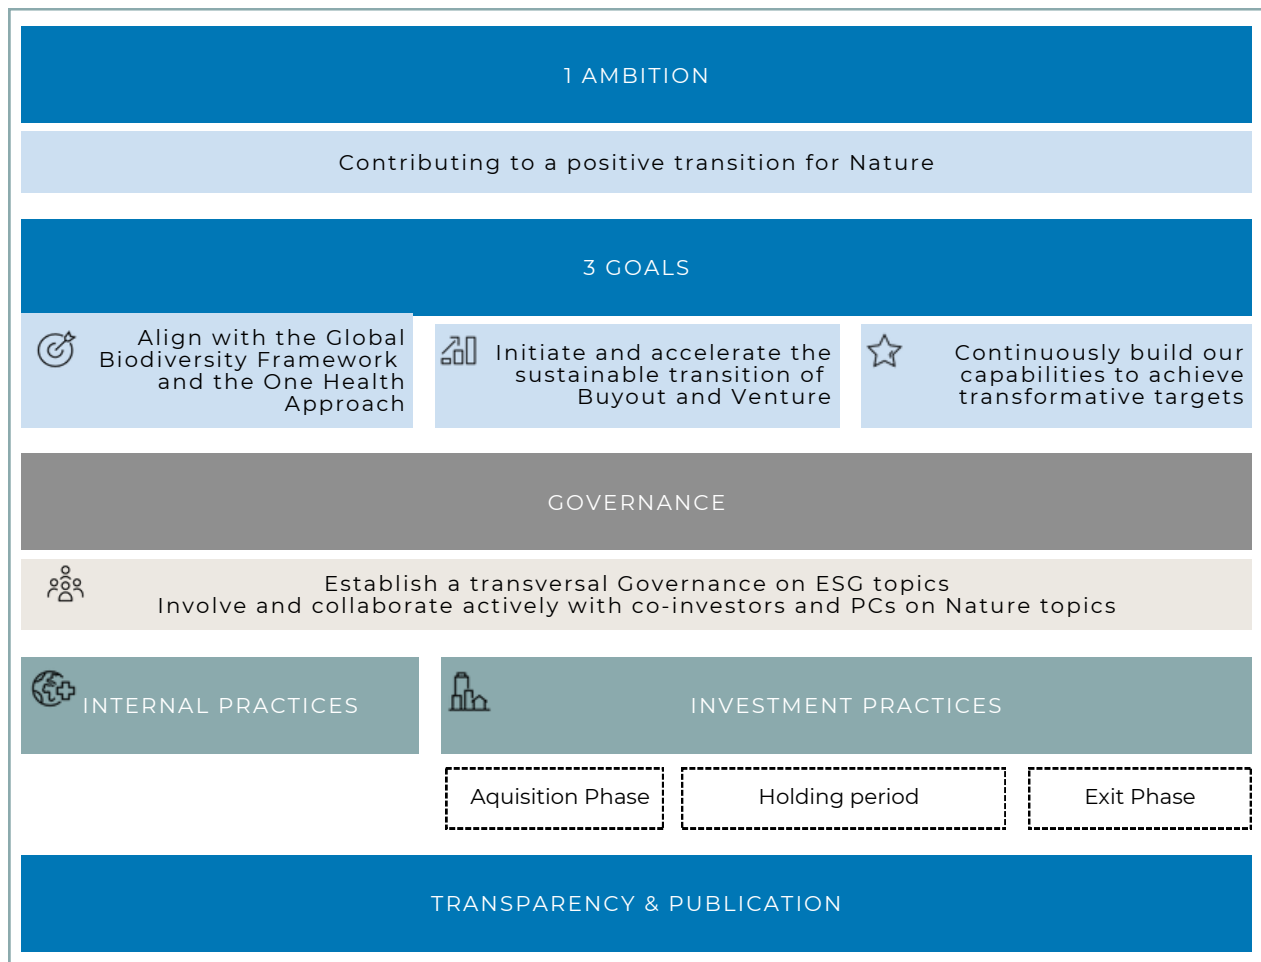 1 AMBITION
Contributing to a positive transition for Nature
3 GOALS
Align with the Global
Biodiversity Framework
and the One Health
Approach
Initiate and accelerate the
sustainable transition of
Buyout and Venture
Continuously build our
capabilities to achieve
transformative targets
GOVERNANCE
Establish a transversal Governance on ESG topics
Involve and collaborate actively with co-investors and PCs on Nature topics
INTERNAL PRACTICES
INVESTMENT PRACTICES
Aquisition Phase
Holding period
Exit Phase
TRANSPARENCY & PUBLICATION